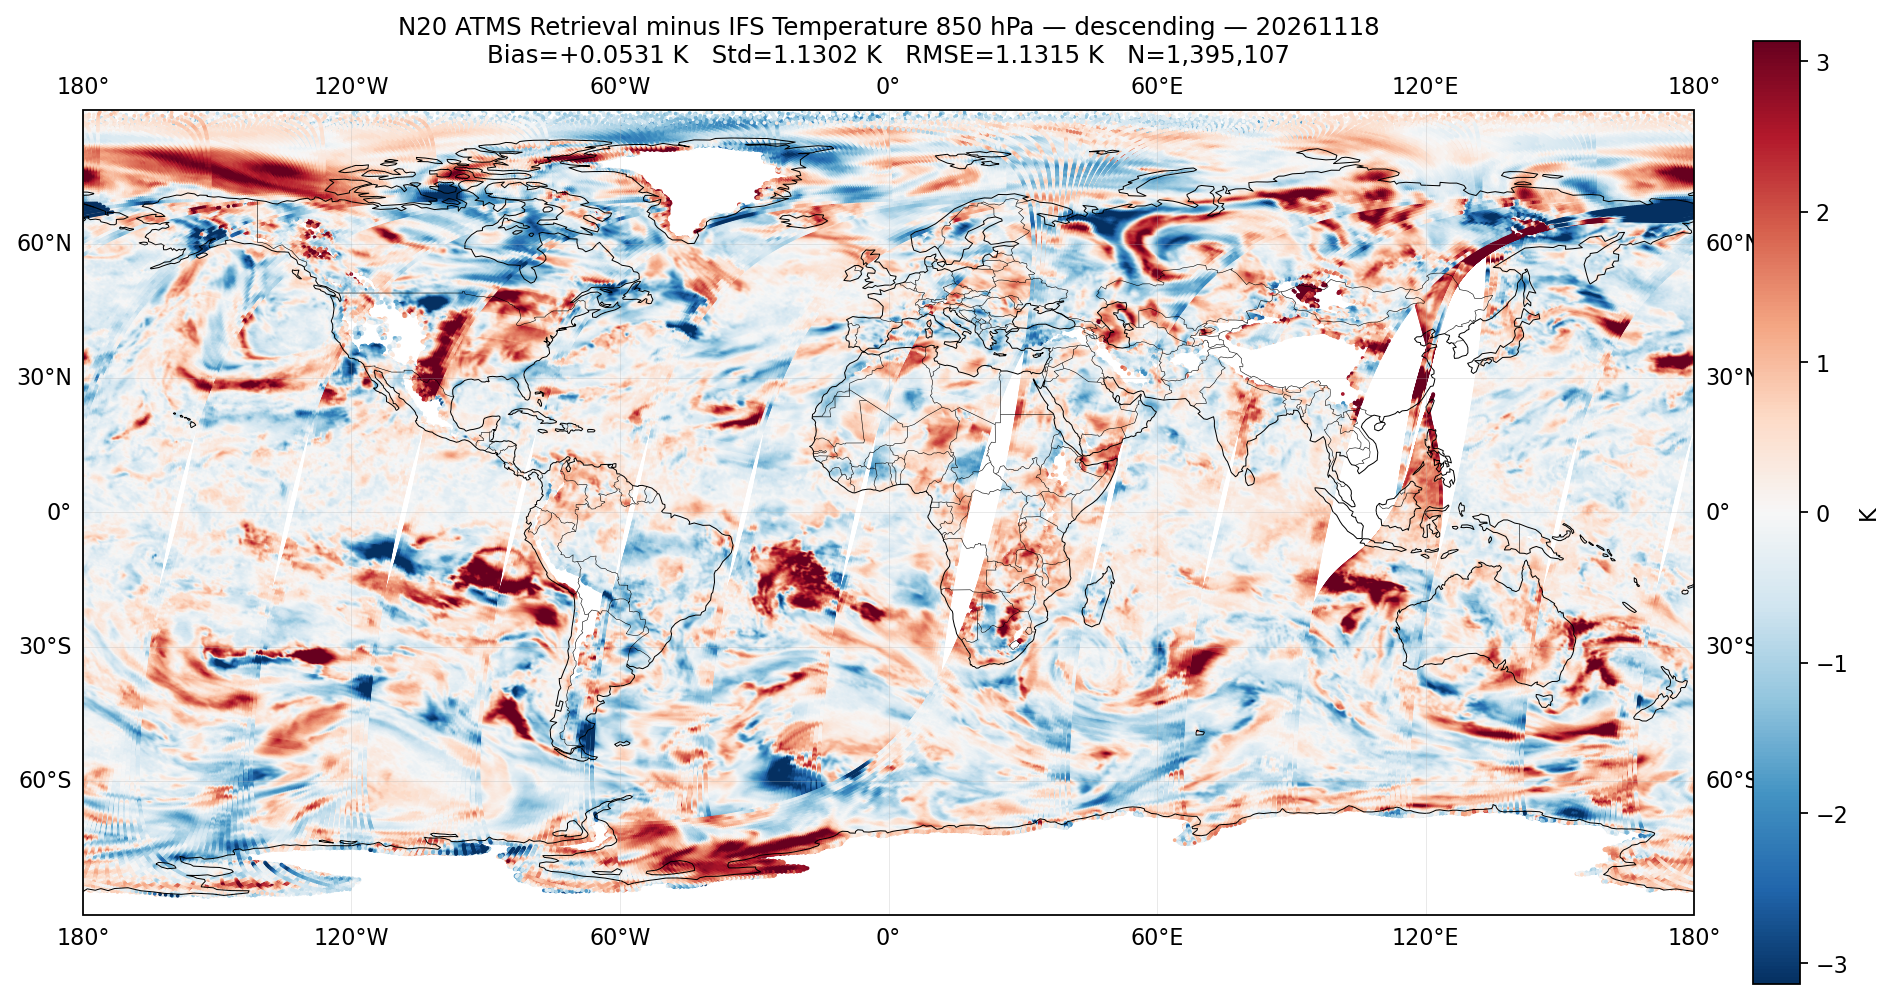 N20 ATMS Retrieval minus IFS Temperature 850 hPa — descending — 20261118
Bias=+0.0531 K   Std=1.1302 K   RMSE=1.1315 K   N=1,395,107
180° 120°W 60°W 0° 60°E 120°E 180°
60°N 60°N
30°N 30°N
0° 0°
30°S 30°S
60°S 60°S
180° 120°W 60°W 0° 60°E 120°E 180°
3
2
1
0
−1
−2
−3
K